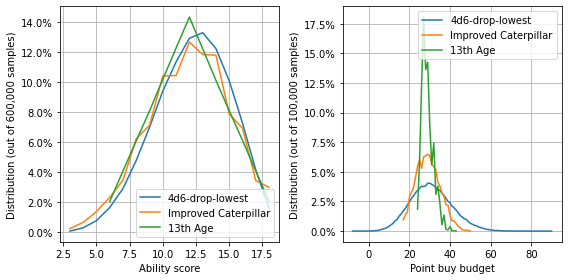 14.0%
12.0%
10.0%
8.0%
6.0%
4.0%
2.0%
0.0%
2.5 5.0 7.5 10.0 12.5 15.0 17.5
Ability score
Distribution (out of 600,000 samples)
4d6-drop-lowest
Improved Caterpillar
13th Age
17.5%
15.0%
12.5%
10.0%
7.5%
5.0%
2.5%
0.0%
0 20 40 60 80
Point buy budget
Distribution (out of 100,000 samples)
4d6-drop-lowest
Improved Caterpillar
13th Age